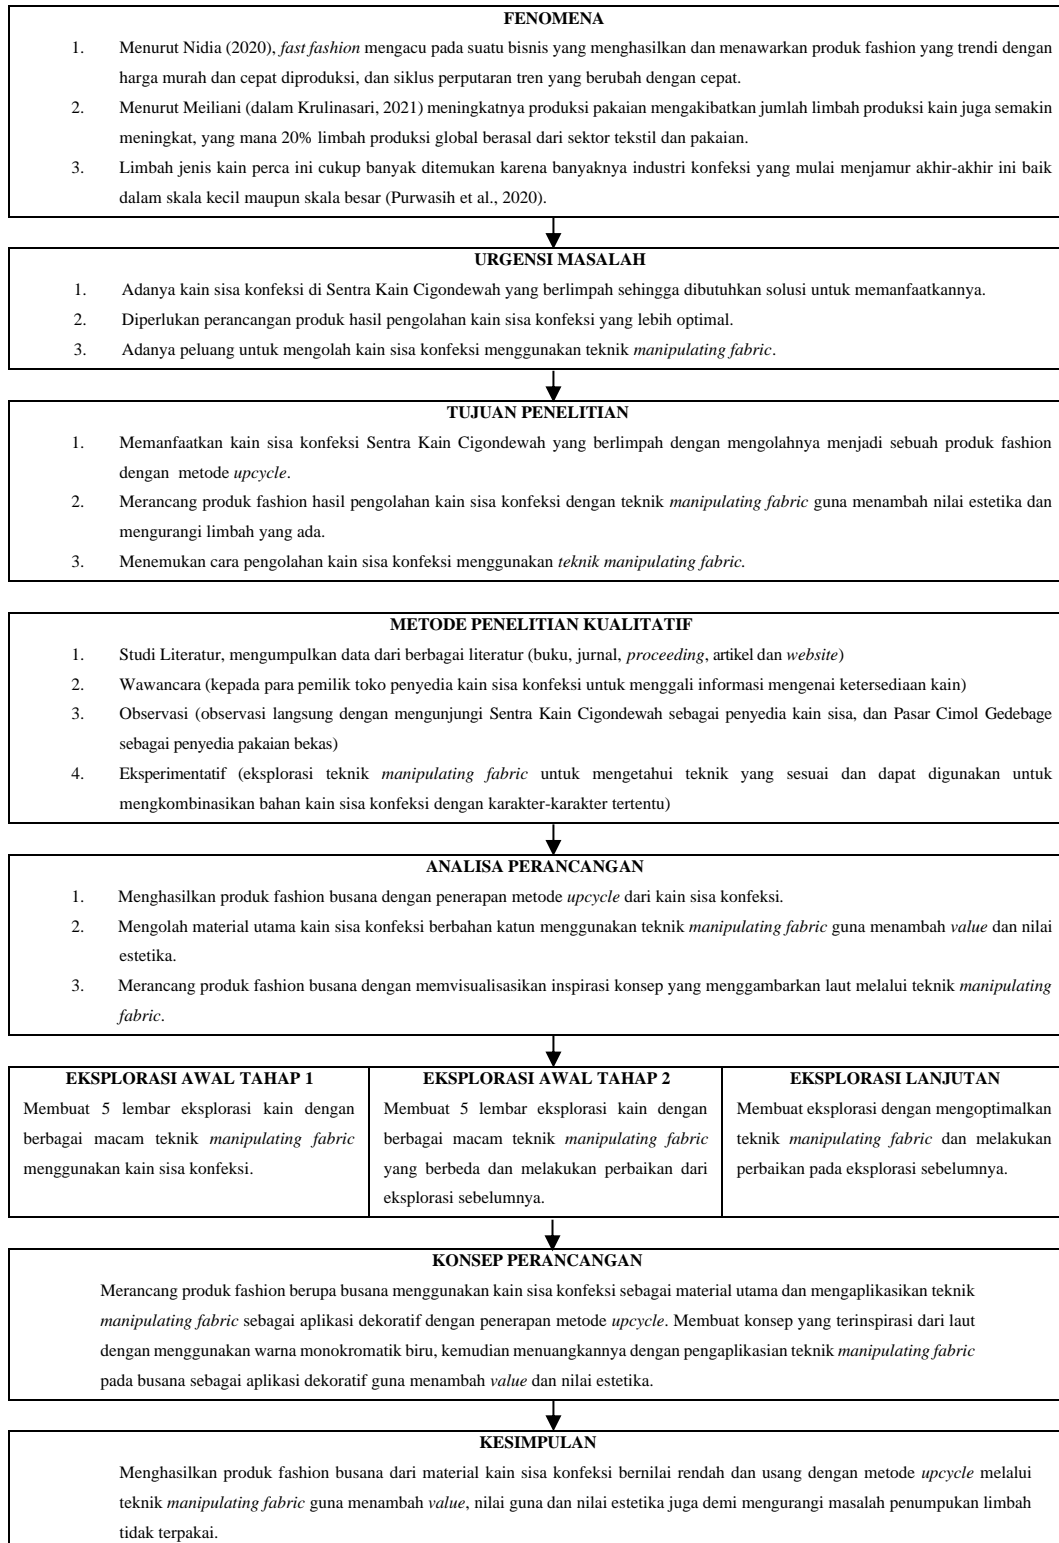 FENOMENA
1. Menurut Nidia (2020), fast fashion mengacu pada suatu bisnis yang menghasilkan dan menawarkan produk fashion yang trendi dengan
harga murah dan cepat diproduksi, dan siklus perputaran tren yang berubah dengan cepat.
2. Menurut Meiliani (dalam Krulinasari, 2021) meningkatnya produksi pakaian mengakibatkan jumlah limbah produksi kain juga semakin
meningkat, yang mana 20% limbah produksi global berasal dari sektor tekstil dan pakaian.
3. Limbah jenis kain perca ini cukup banyak ditemukan karena banyaknya industri konfeksi yang mulai menjamur akhir-akhir ini baik
dalam skala kecil maupun skala besar (Purwasih et al., 2020).
URGENSI MASALAH
1. Adanya kain sisa konfeksi di Sentra Kain Cigondewah yang berlimpah sehingga dibutuhkan solusi untuk memanfaatkannya.
2. Diperlukan perancangan produk hasil pengolahan kain sisa konfeksi yang lebih optimal.
3. Adanya peluang untuk mengolah kain sisa konfeksi menggunakan teknik manipulating fabric.
TUJUAN PENELITIAN
1. Memanfaatkan kain sisa konfeksi Sentra Kain Cigondewah yang berlimpah dengan mengolahnya menjadi sebuah produk fashion
dengan metode upcycle.
2. Merancang produk fashion hasil pengolahan kain sisa konfeksi dengan teknik manipulating fabric guna menambah nilai estetika dan
mengurangi limbah yang ada.
3. Menemukan cara pengolahan kain sisa konfeksi menggunakan teknik manipulating fabric.
METODE PENELITIAN KUALITATIF
1. Studi Literatur, mengumpulkan data dari berbagai literatur (buku, jurnal, proceeding, artikel dan website)
2. Wawancara (kepada para pemilik toko penyedia kain sisa konfeksi untuk menggali informasi mengenai ketersediaan kain)
3. Observasi (observasi langsung dengan mengunjungi Sentra Kain Cigondewah sebagai penyedia kain sisa, dan Pasar Cimol Gedebage
sebagai penyedia pakaian bekas)
4. Eksperimentatif (eksplorasi teknik manipulating fabric untuk mengetahui teknik yang sesuai dan dapat digunakan untuk
mengkombinasikan bahan kain sisa konfeksi dengan karakter-karakter tertentu)
ANALISA PERANCANGAN
1. Menghasilkan produk fashion busana dengan penerapan metode upcycle dari kain sisa konfeksi.
2. Mengolah material utama kain sisa konfeksi berbahan katun menggunakan teknik manipulating fabric guna menambah value dan nilai
estetika.
3. Merancang produk fashion busana dengan memvisualisasikan inspirasi konsep yang menggambarkan laut melalui teknik manipulating
fabric.
EKSPLORASI AWAL TAHAP 1
Membuat 5 lembar eksplorasi kain dengan
berbagai macam teknik manipulating fabric
menggunakan kain sisa konfeksi.
EKSPLORASI AWAL TAHAP 2
Membuat 5 lembar eksplorasi kain dengan
berbagai macam teknik manipulating fabric
yang berbeda dan melakukan perbaikan dari
eksplorasi sebelumnya.
EKSPLORASI LANJUTAN
Membuat eksplorasi dengan mengoptimalkan
teknik manipulating fabric dan melakukan
perbaikan pada eksplorasi sebelumnya.
KONSEP PERANCANGAN
Merancang produk fashion berupa busana menggunakan kain sisa konfeksi sebagai material utama dan mengaplikasikan teknik
manipulating fabric sebagai aplikasi dekoratif dengan penerapan metode upcycle. Membuat konsep yang terinspirasi dari laut
dengan menggunakan warna monokromatik biru, kemudian menuangkannya dengan pengaplikasian teknik manipulating fabric
pada busana sebagai aplikasi dekoratif guna menambah value dan nilai estetika.
KESIMPULAN
Menghasilkan produk fashion busana dari material kain sisa konfeksi bernilai rendah dan usang dengan metode upcycle melalui
teknik manipulating fabric guna menambah value, nilai guna dan nilai estetika juga demi mengurangi masalah penumpukan limbah
tidak terpakai.